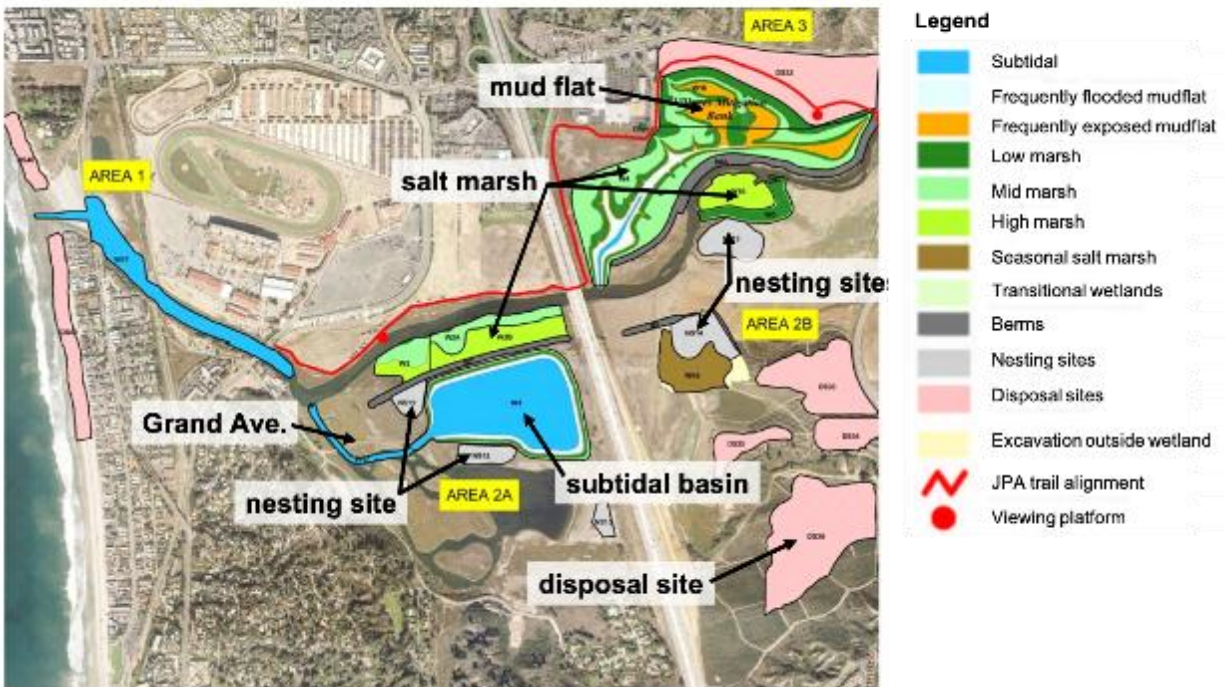 AREA 3
mud flat
salt marsh
AREA 1
nesting sites
AREA 2B
Grand Ave.
nesting site
AREA 2A
subtidal basin
disposal site
DS32
DS36
Legend
Subtidal
Frequently flooded mudflat
Frequently exposed mudflat
Low marsh
Mid marsh
High marsh
Seasonal salt marsh
Transitional wetlands
Berms
Nesting sites
Disposal sites
Excavation outside wetland
JPA trail alignment
Viewing platform